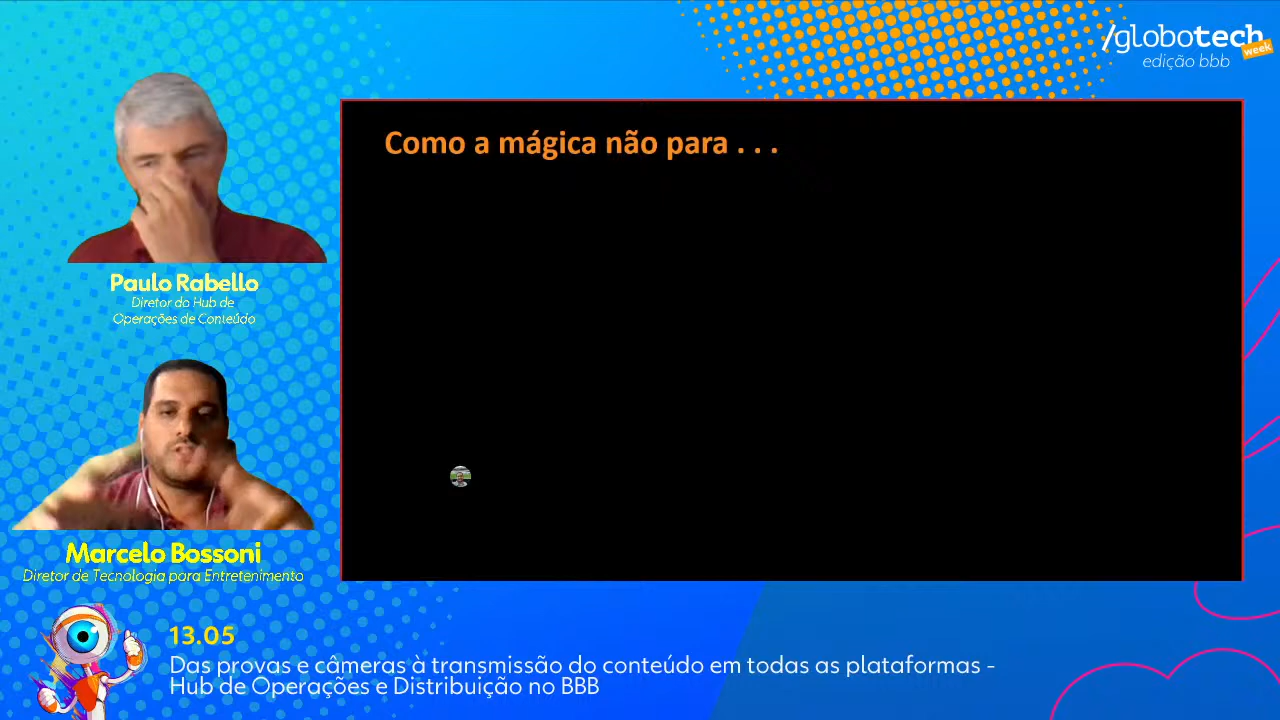 /globotech
week
edição bbb
Como a mágica não para . . .
Paulo Rabello
Diretor do Hub de
Operações de Conteúdo
Marcelo Bossoni
Diretor de Tecnologia para Entretenimento
13.05
Das provas e câmeras à transmissão do conteúdo em todas as plataformas -
Hub de Operações e Distribuição no BBB